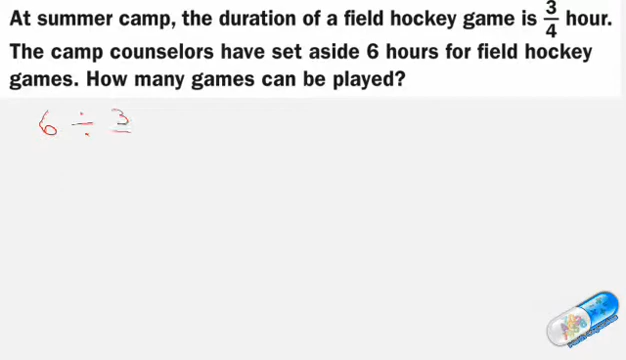 At summer camp, the duration of a field hockey game is 3/4 hour.
The camp counselors have set aside 6 hours for field hockey
games. How many games can be played?
6 ÷ 3